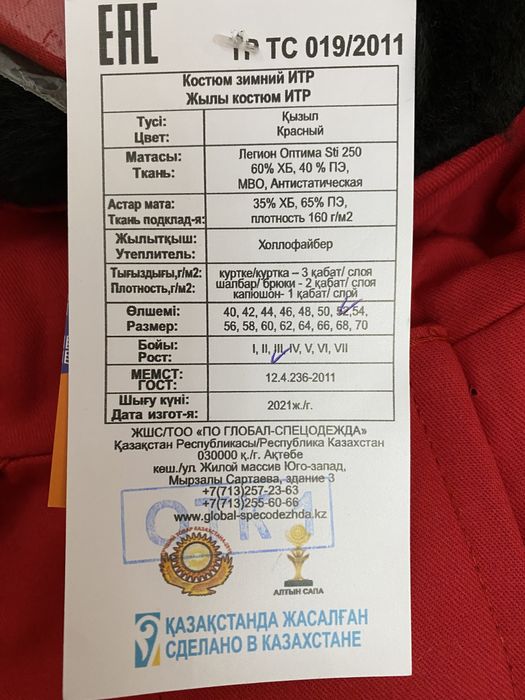 EAC
ТР ТС 019/2011
Костюм зимний ИТР
Жылы костюм ИТР
Түсі:
Цвет:
Қызыл
Красный
Матасы:
Ткань:
Легион Оптима Sti 250
60% ХБ, 40 % ПЭ,
МВО, Антистатическая
Астар мата:
Ткань подклад-я:
35% ХБ, 65% ПЭ,
плотность 160 г/м2
Жылытқыш:
Утеплитель:
Холлофайбер
Тығыздығы,г/м2:
Плотность,г/м2:
куртке/куртка – 3 қабат/ слоя
шалбар/ брюки - 2 қабат/ слоя
капюшон- 1 қабат/ слой
Өлшемі:
Размер:
40, 42, 44, 46, 48, 50, 52,54,
56, 58, 60, 62, 64, 66, 68, 70
Бойы:
Рост:
I, II, III, IV, V, VI, VII
МЕМСТ:
ГОСТ:
12.4.236-2011
Шығу күні:
Дата изгот-я:
2021ж./г.
ЖШС/ТОО «ПО ГЛОБАЛ-СПЕЦОДЕЖДА»
Қазақстан Республикасы/Республика Казахстан
030000 қ./г. Ақтөбе
көш./ул. Жилой массив Юго-запад,
Мырзалы Сартаева, здание 3
+7(713)257-23-63
+7(713)255-60-66
www.global-specodezhda.kz
ОТК 1
АЛТЫН САПА
ҚАЗАҚСТАНДА ЖАСАЛҒАН
СДЕЛАНО В КАЗАХСТАНЕ